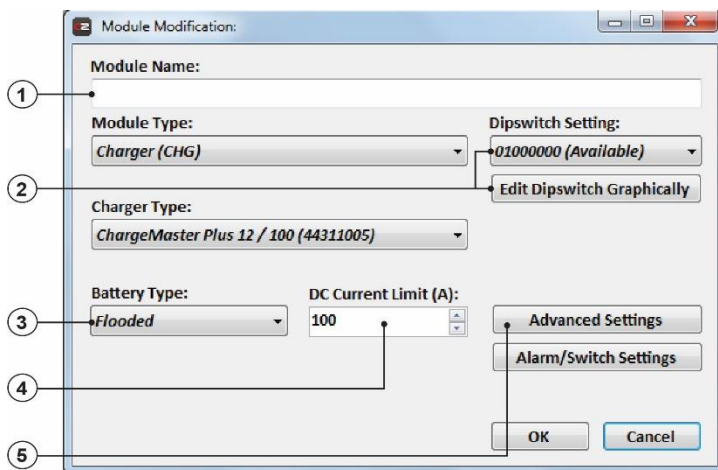 Module Modification:
Module Name:
1
Module Type:
Dipswitch Setting:
Charger (CHG)
01000000 (Available)
2
Edit Dipswitch Graphically
Charger Type:
ChargeMaster Plus 12 / 100 (44311005)
Battery Type:
DC Current Limit (A):
3
Flooded
100
Advanced Settings
Alarm/Switch Settings
4
OK
Cancel
5